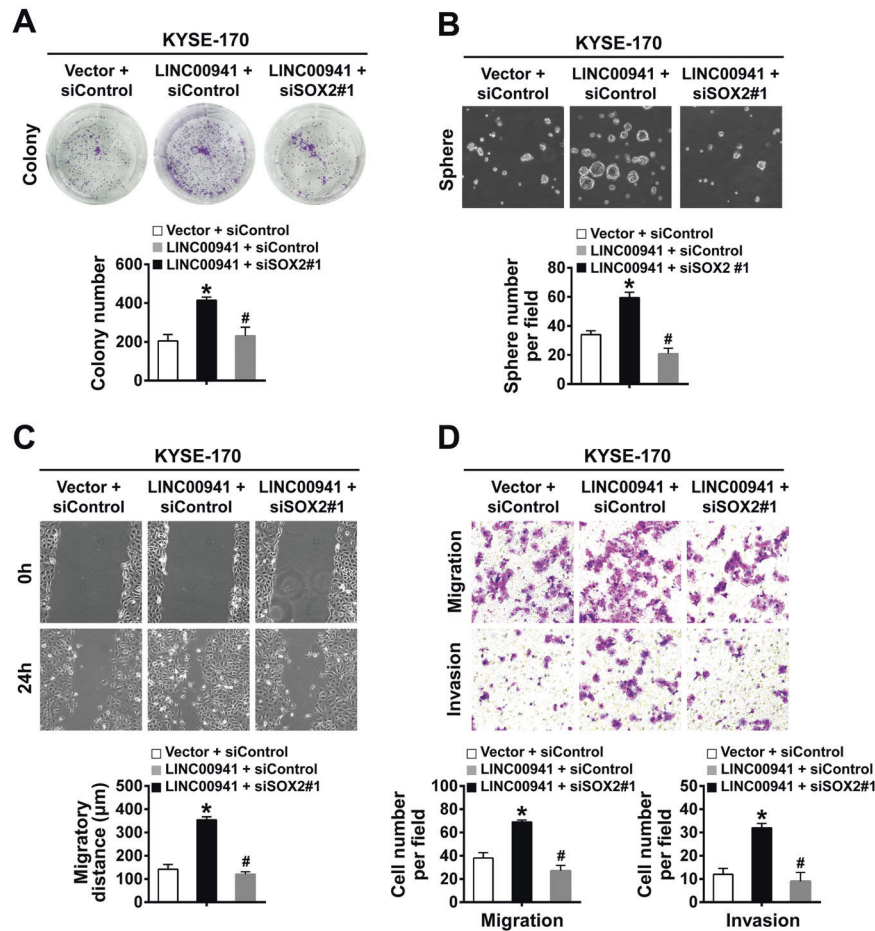 A
KYSE-170
Vector +
siControl
LINC00941 +
siControl
LINC00941 +
siSOX2#1
Colony
Vector + siControl
LINC00941 + siControl
LINC00941 + siSOX2#1
Colony number
600
400
200
0
*
#
B
KYSE-170
Vector +
siControl
LINC00941 +
siControl
LINC00941 +
siSOX2#1
Sphere
Vector + siControl
LINC00941 + siControl
LINC00941 + siSOX2 #1
Sphere number
per field
80
60
40
20
0
*
#
C
KYSE-170
Vector +
siControl
LINC00941 +
siControl
LINC00941 +
siSOX2#1
0h
24h
Vector + siControl
LINC00941 + siControl
LINC00941 + siSOX2#1
Migratory
distance (µm)
500
400
300
200
100
0
*
#
D
KYSE-170
Vector +
siControl
LINC00941 +
siControl
LINC00941 +
siSOX2#1
Migration
Invasion
Vector + siControl
LINC00941 + siControl
LINC00941 + siSOX2#1
Cell number
per field
100
80
60
40
20
0
*
#
Migration
Vector + siControl
LINC00941 + siControl
LINC00941 + siSOX2#1
Cell number
per field
50
40
30
20
10
0
*
#
Invasion